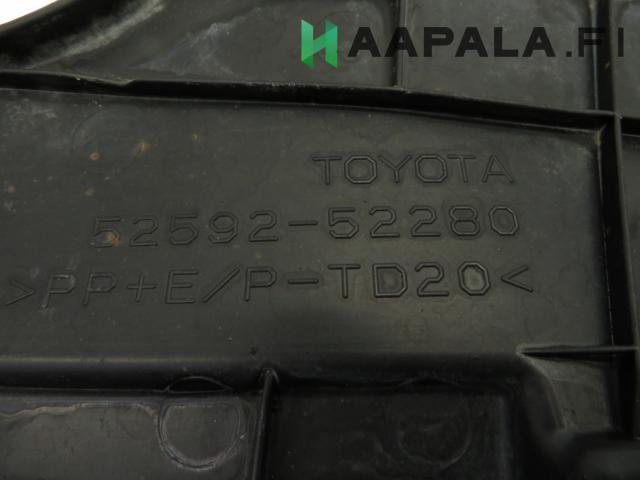 HAAPALA.FI
TOYOTA
52592-52280
>PP+E/P-TD20<